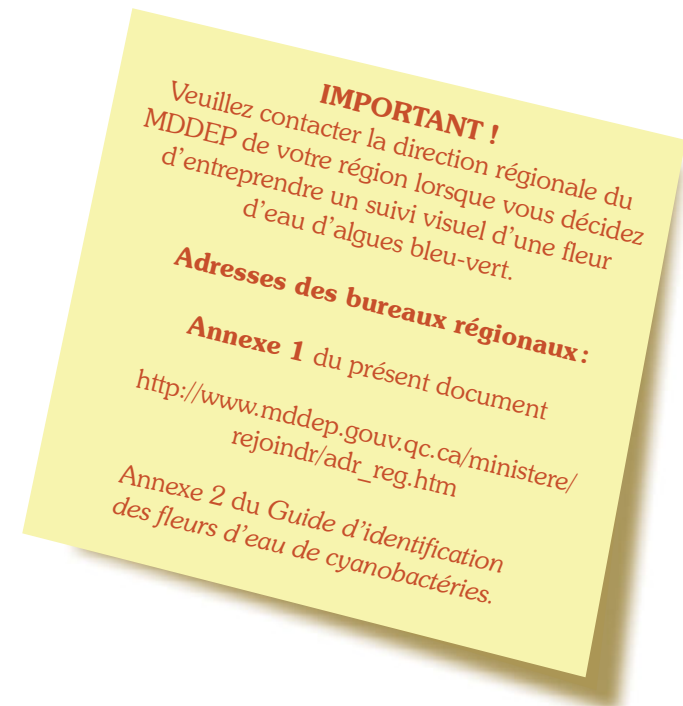 IMPORTANT !
Veuillez contacter la direction régionale du
MDDEP de votre région lorsque vous décidez
d'entreprendre un suivi visuel d'une fleur
d'eau d'algues bleu-vert.
Adresses des bureaux régionaux :
Annexe 1 du présent document
http://www.mddep.gouv.qc.ca/ministere/
rejoindr/adr_reg.htm
Annexe 2 du Guide d'identification
des fleurs d'eau de cyanobactéries.